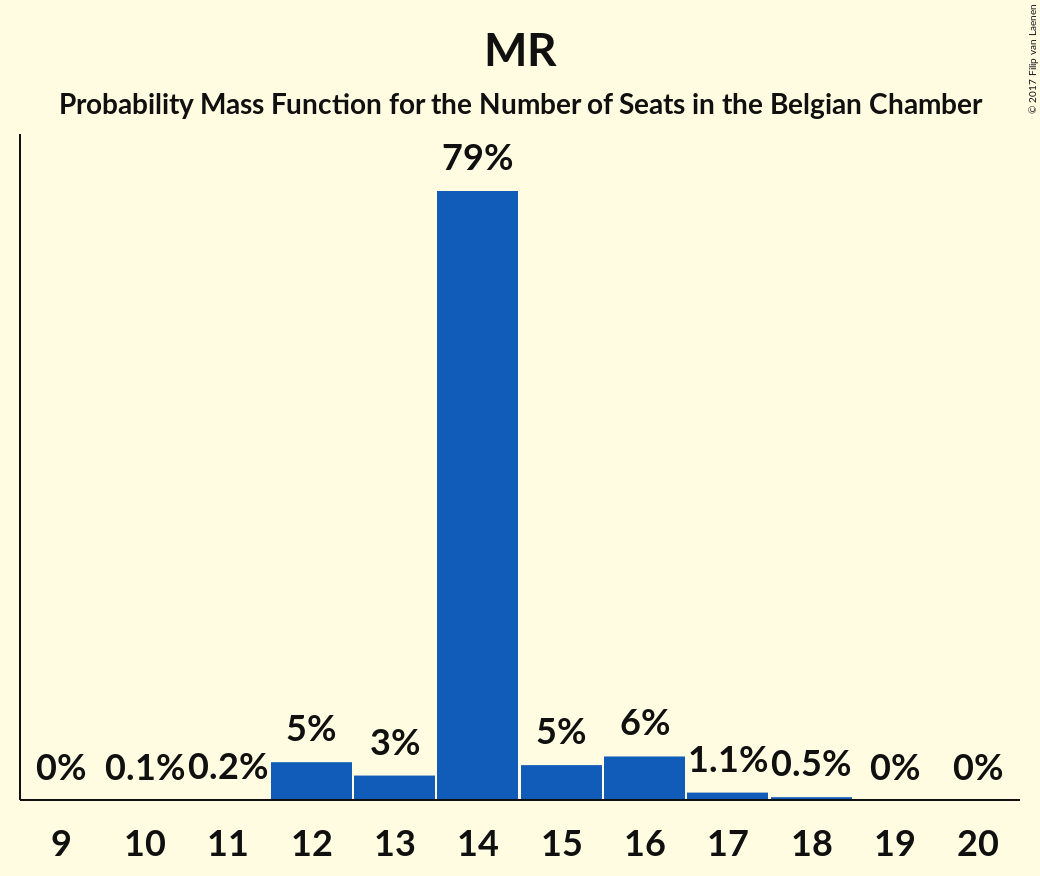 MR
Probability Mass Function for the Number of Seats in the Belgian Chamber
© 2017 Filip van Laenen
79%
0% 0.1% 0.2% 5% 3% 5% 6% 1.1% 0.5% 0% 0%
9 10 11 12 13 14 15 16 17 18 19 20